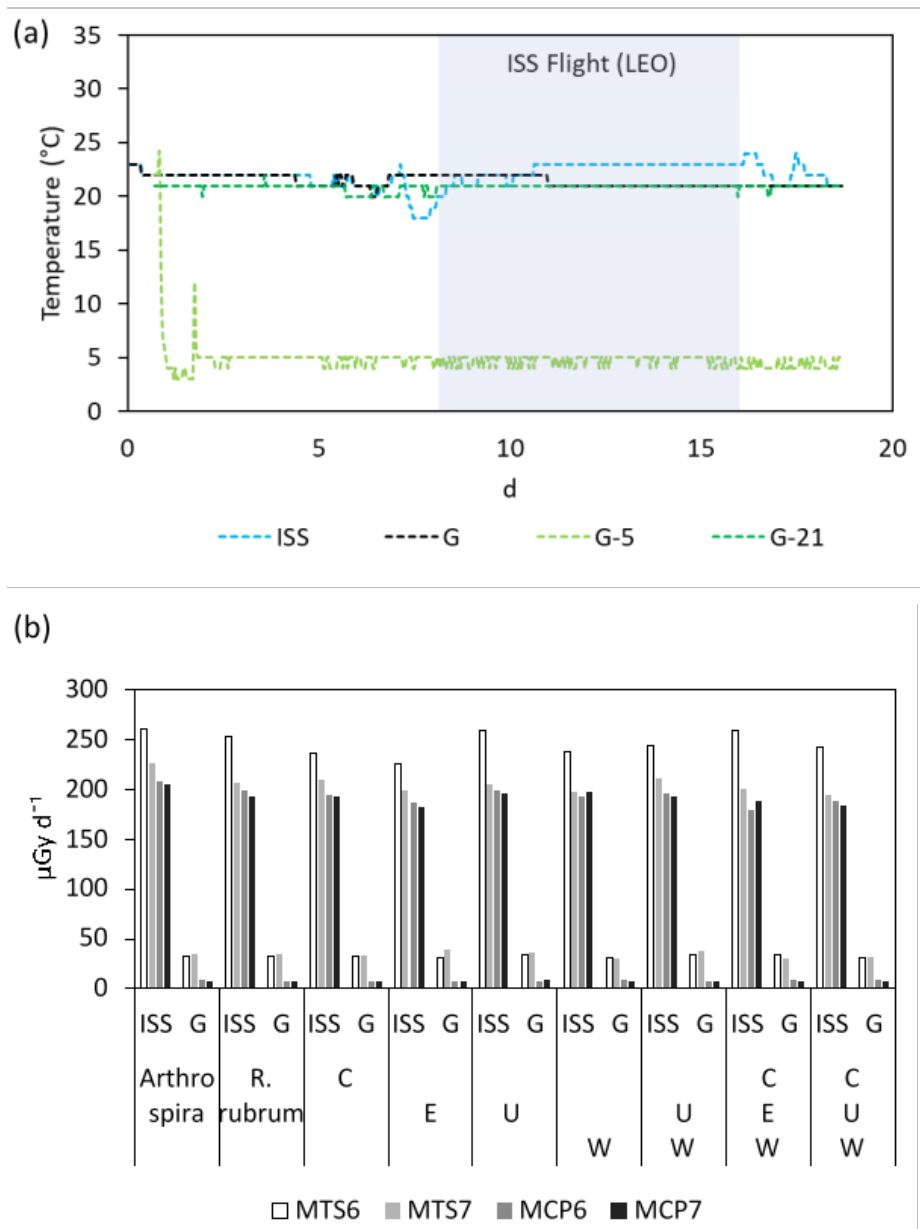 (a)
ISS Flight (LEO)
Temperature (°C)
35
30
25
20
15
10
5
0
0 5 10 15 20
d
ISS G G-5 G-21
(b)
µGy d⁻¹
300
250
200
150
100
50
0
ISS G ISS G ISS G ISS G ISS G ISS G ISS G ISS G ISS G
Arthro R. C C C
spira rubrum E U U E U
W W W W
MTS6 MTS7 MCP6 MCP7